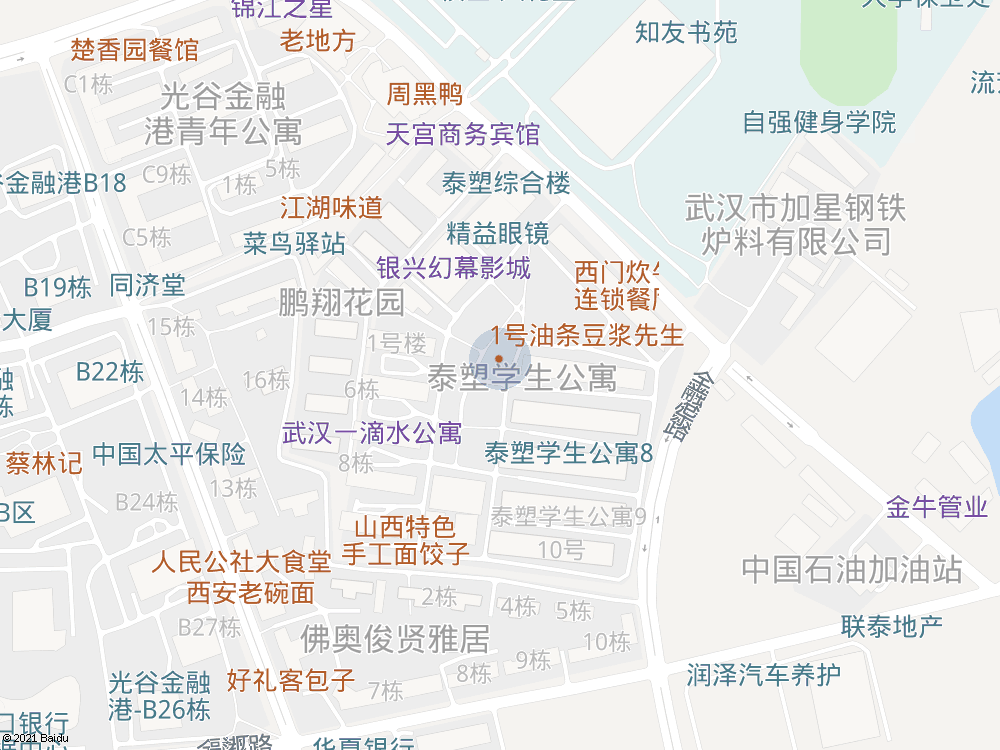 锦江之星
知友书苑
楚香园餐馆
老地方
C1栋
光谷金融
港青年公寓
周黑鸭
天宫商务宾馆
自强健身学院
C9栋
5栋
1栋
金融港B18
泰塑综合楼
江湖味道
武汉市加星钢铁
炉料有限公司
C5栋
菜鸟驿站
精益眼镜
银兴幻幕影城
西门炊
连锁餐
B19栋
同济堂
鹏翔花园
大厦
15栋
1号油条豆浆先生
1号楼
B22栋
16栋
6栋
泰塑学生公寓
14栋
栋
金融港路
武汉一滴水公寓
中国太平保险
泰塑学生公寓8
蔡林记
8栋
13栋
B24栋
B区
金牛管业
泰塑学生公寓9
山西特色
手工面饺子
10号
人民公社大食堂
西安老碗面
中国石油加油站
2栋
4栋
5栋
B27栋
佛奥俊贤雅居
10栋
联泰地产
9栋
8栋
润泽汽车养护
光谷金融
港-B26栋
好礼客包子
7栋
口银行
华夏银行
© 2021 Baidu